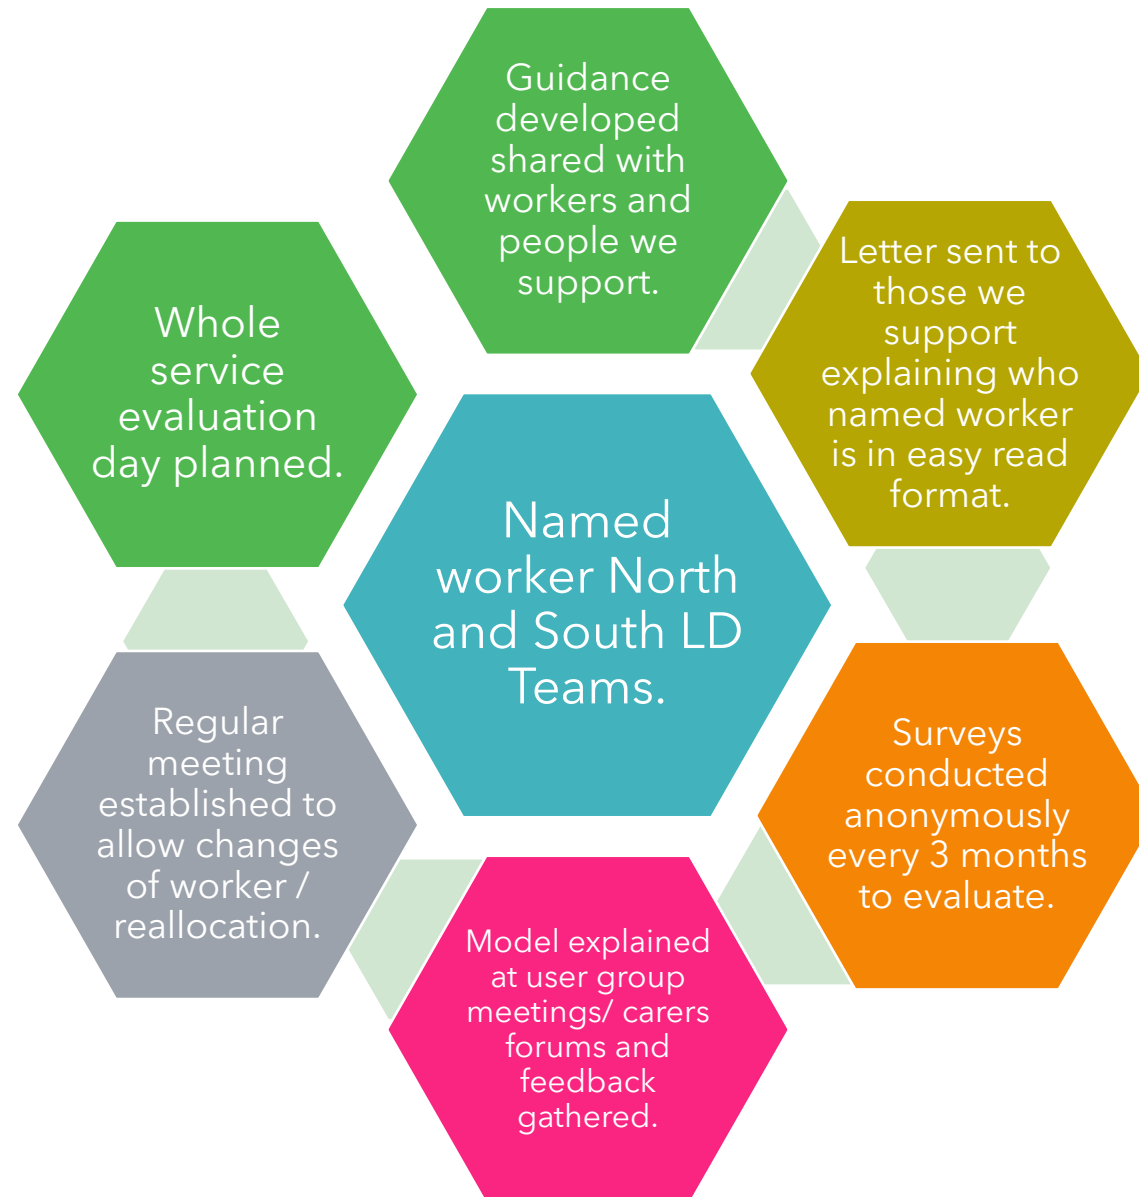 Guidance
developed
shared with
workers and
people we
support.
Letter sent to
those we
support
explaining who
named worker
is in easy read
format.
Whole
service
evaluation
day planned.
Named
worker North
and South LD
Teams.
Regular
meeting
established to
allow changes
of worker /
reallocation.
Surveys
conducted
anonymously
every 3 months
to evaluate.
Model explained
at user group
meetings/ carers
forums and
feedback
gathered.